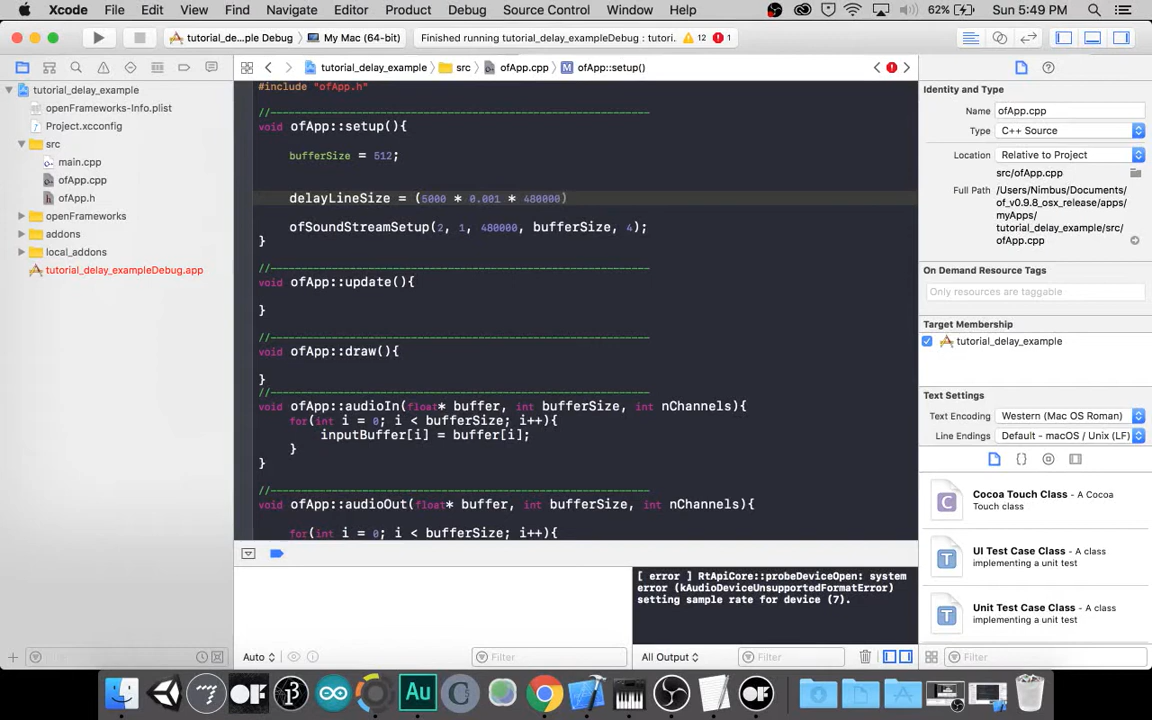 Xcode File Edit View Find Navigate Editor Product Debug Source Control Window Help 62% Sun 5:49 PM
tutorial_de...ple Debug My Mac (64-bit) Finished running tutorial_delay_exampleDebug : tutori. 12 1
tutorial_delay_example src ofApp.cpp ofApp::setup()
tutorial_delay_example
openFrameworks-Info.plist
Project.xcconfig
src
main.cpp
ofApp.cpp
ofApp.h
openFrameworks
addons
local_addons
tutorial_delay_exampleDebug.app
#include "ofApp.h"
//--------------------------------------------------------------
void ofApp::setup(){
bufferSize = 512;
delayLineSize = (5000 * 0.001 * 480000)
ofSoundStreamSetup(2, 1, 480000, bufferSize, 4);
}
//--------------------------------------------------------------
void ofApp::update(){
}
//--------------------------------------------------------------
void ofApp::draw(){
}
//--------------------------------------------------------------
void ofApp::audioIn(float* buffer, int bufferSize, int nChannels){
for(int i = 0; i < bufferSize; i++){
inputBuffer[i] = buffer[i];
}
}
//--------------------------------------------------------------
void ofApp::audioOut(float* buffer, int bufferSize, int nChannels){
for(int i = 0; i < bufferSize; i++){
Identity and Type
Name ofApp.cpp
Type C++ Source
Location Relative to Project
src/ofApp.cpp
Full Path /Users/Nimbus/Documents/
of_v0.9.8_osx_release/apps/
myApps/
tutorial_delay_example/src/
ofApp.cpp
On Demand Resource Tags
Only resources are taggable
Target Membership
tutorial_delay_example
Text Settings
Text Encoding Western (Mac OS Roman)
Line Endings Default - macOS / Unix (LF)
Cocoa Touch Class - A Cocoa
Touch class
UI Test Case Class - A class
implementing a unit test
Unit Test Case Class - A class
implementing a unit test
[ error ] RtApiCore::probeDeviceOpen: system
error (kAudioDeviceUnsupportedFormatError)
setting sample rate for device (7).
Filter Auto Filter All Output Filter Filter
OF Au OF